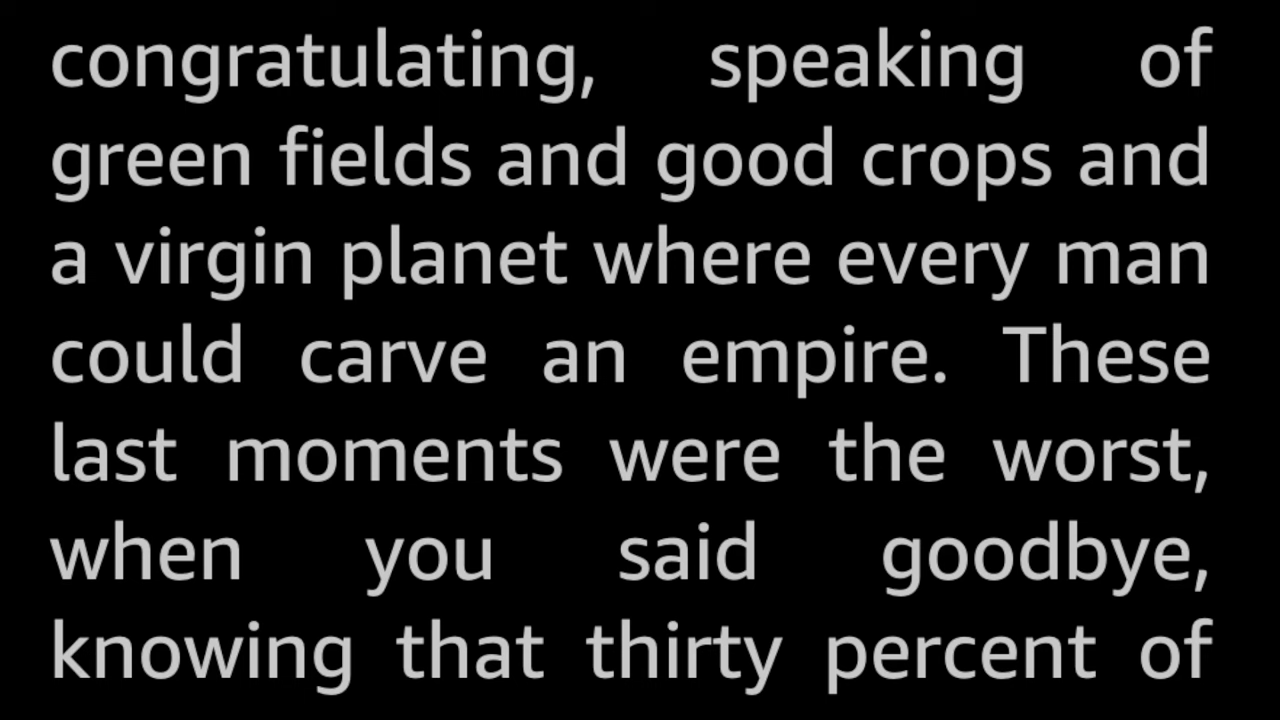 congratulating, speaking of
green fields and good crops and
a virgin planet where every man
could carve an empire. These
last moments were the worst,
when you said goodbye,
knowing that thirty percent of